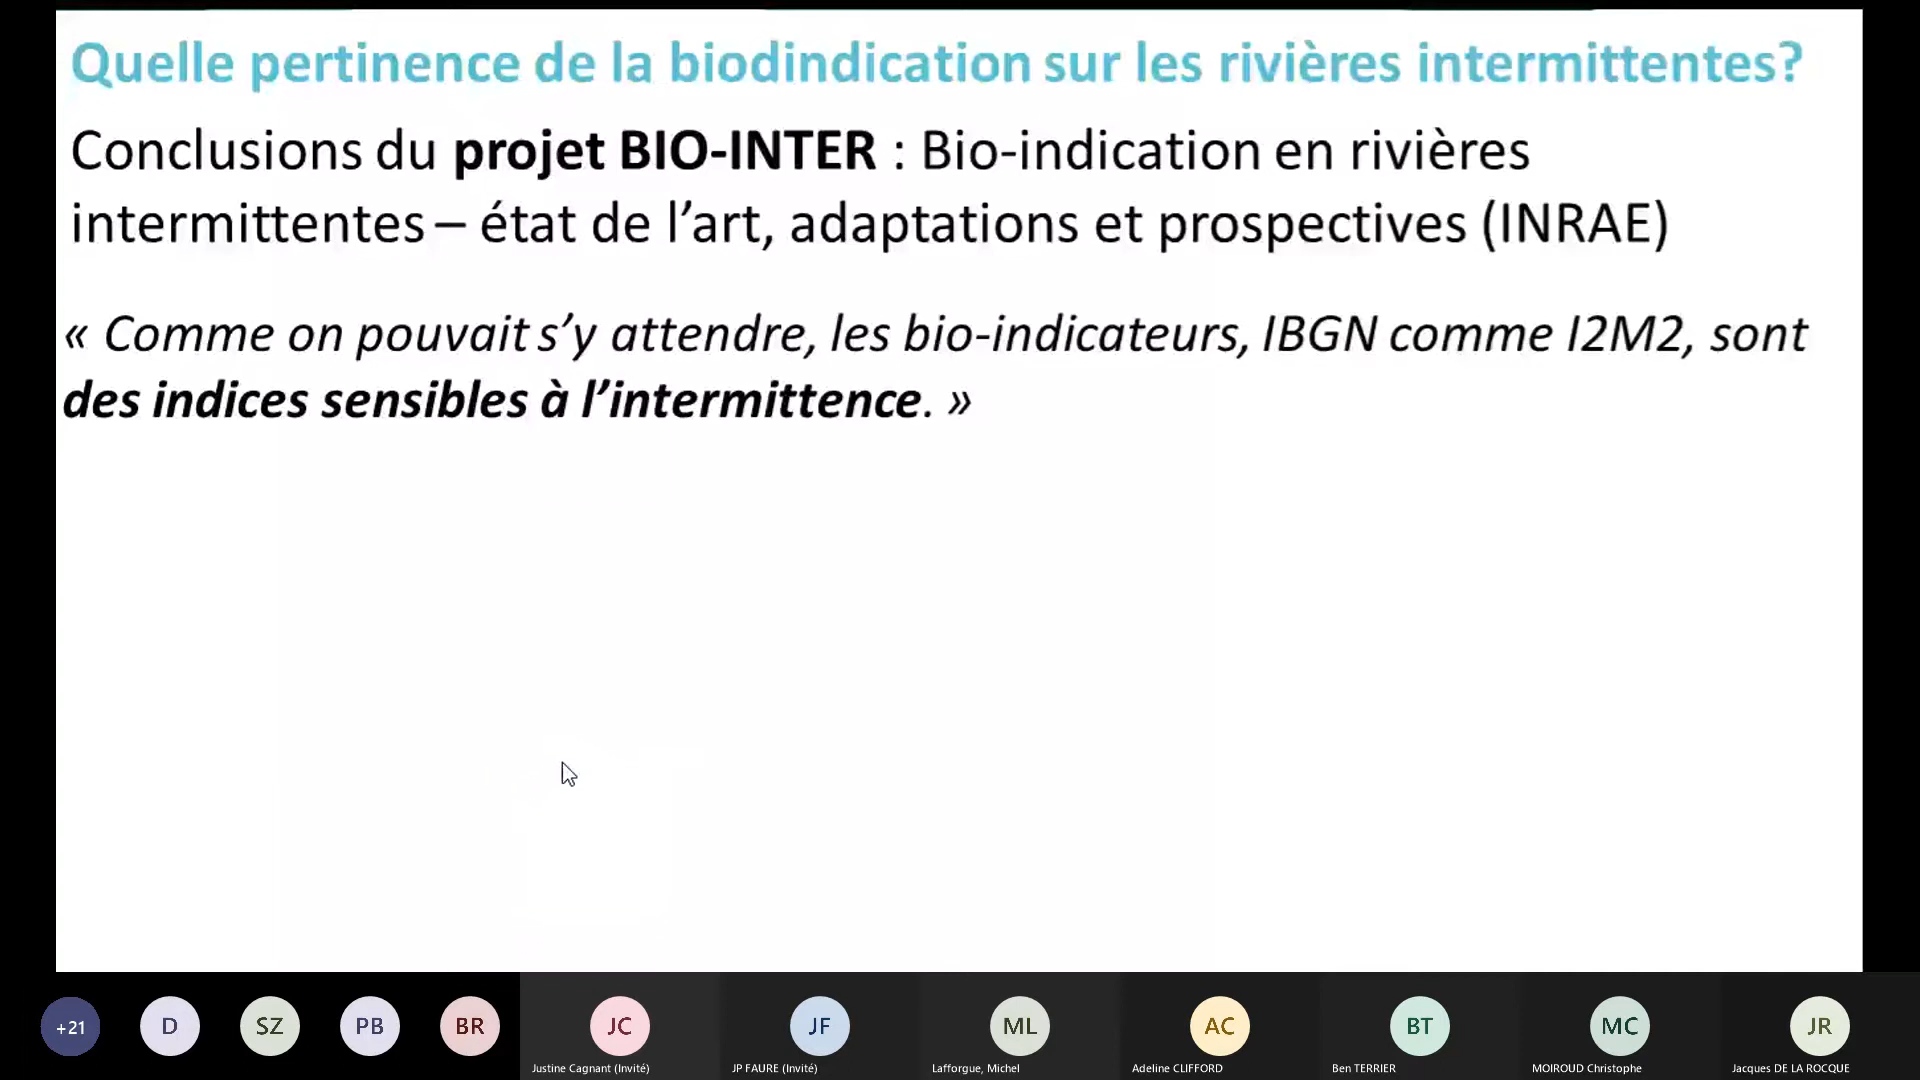 Quelle pertinence de la biodindication sur les rivières intermittentes?
Conclusions du projet BIO-INTER : Bio-indication en rivières
intermittentes – état de l’art, adaptations et prospectives (INRAE)
« Comme on pouvait s’y attendre, les bio-indicateurs, IBGN comme I2M2, sont
des indices sensibles à l’intermittence. »
+21
D
SZ
PB
BR
JC
JF
ML
AC
BT
MC
JR
Justine Cagnant (Invité)
JP FAURE (Invité)
Lafforgue, Michel
Adeline CLIFFORD
Ben TERRIER
MOIROUD Christophe
Jacques DE LA ROCQUE